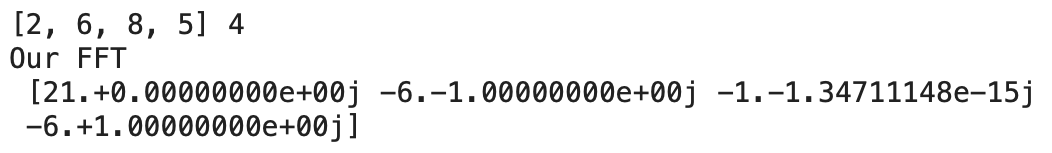 [2, 6, 8, 5] 4
Our FFT
[21.+0.00000000e+00j -6.-1.00000000e+00j -1.-1.34711148e-15j
-6.+1.00000000e+00j]